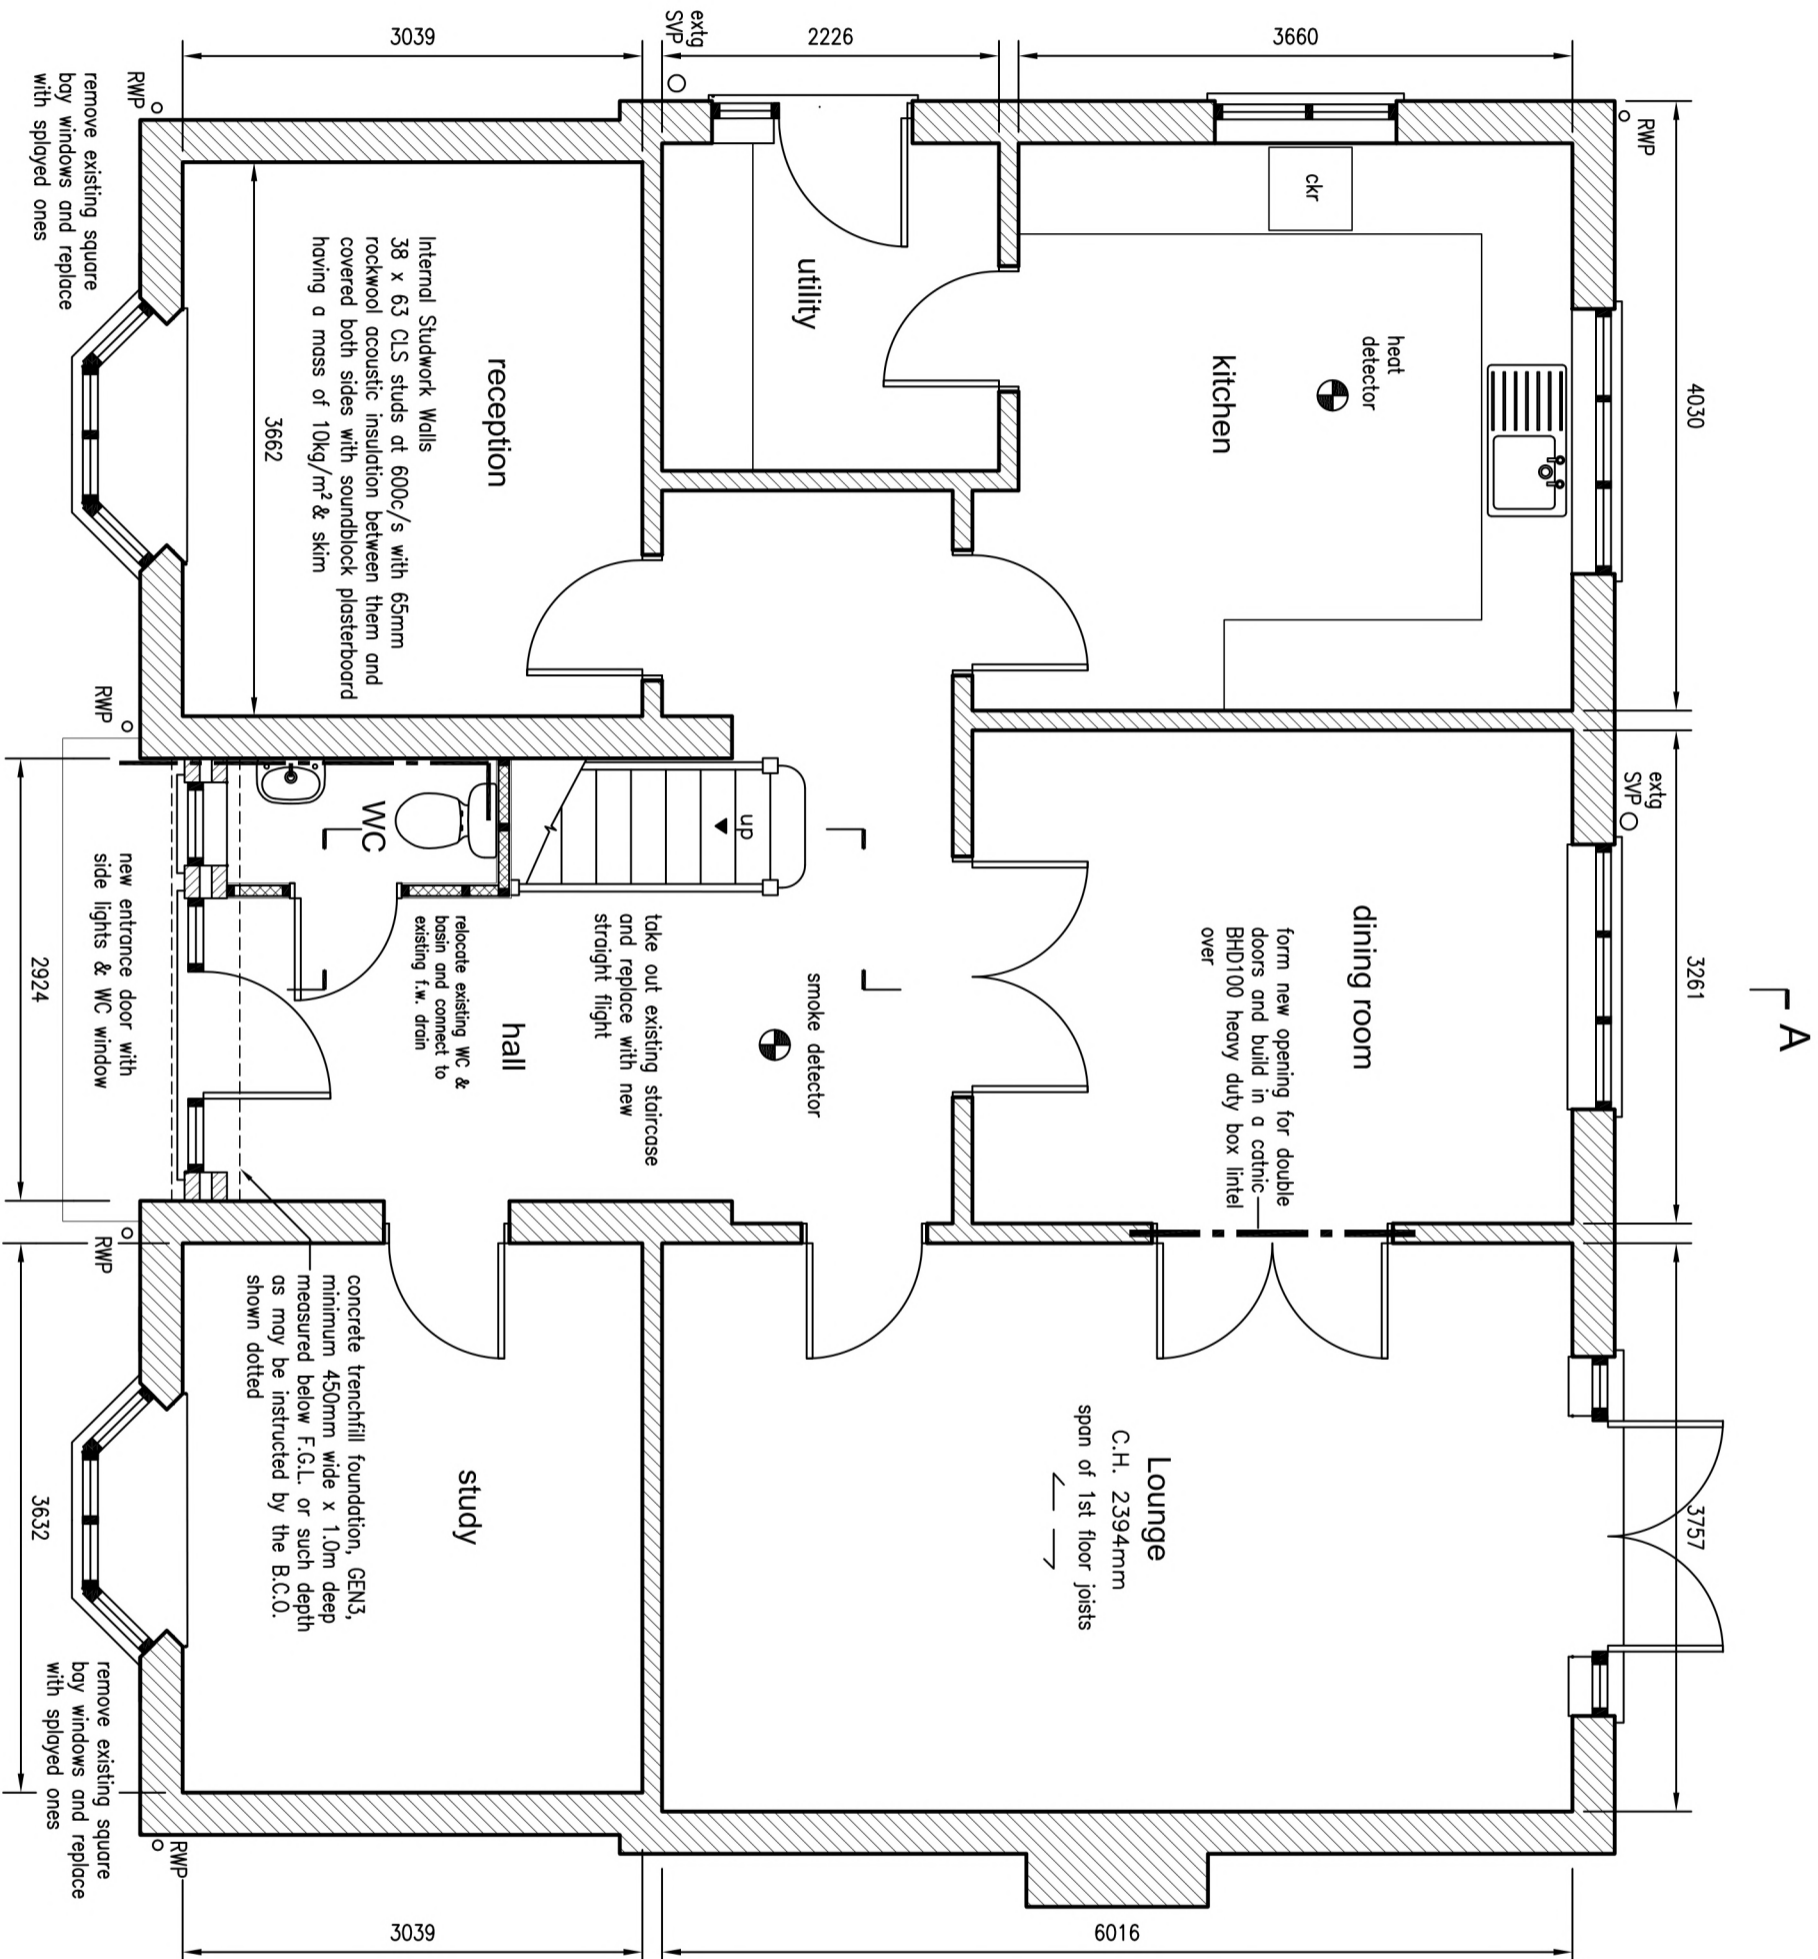 RWP
4030
extg
SVP
3261
A
3757
3660
2226
3039
extg
SVP
ckr
heat
detector
kitchen
utility
dining room
form new opening for double
doors and build in a catnic
BHD100 heavy duty box lintel
over
Lounge
C.H. 2394mm
span of 1st floor joists
smoke detector
up
take out existing staircase
and replace with new
straight flight
hall
relocate existing WC &
basin and connect to
existing f.w. drain
WC
reception
Internal Studwork Walls
38 x 63 CLS studs at 600c/s with 65mm
rockwool acoustic insulation between them and
covered both sides with soundblock plasterboard
having a mass of 10kg/m² & skim
3662
study
concrete trenchfill foundation, GEN3,
minimum 450mm wide x 1.0m deep
measured below F.G.L. or such depth
as may be instructed by the B.C.O.
shown dotted
RWP
remove existing square
bay windows and replace
with splayed ones
RWP
new entrance door with
side lights & WC window
2924
RWP
3632
remove existing square
bay windows and replace
with splayed ones
RWP
3039
6016